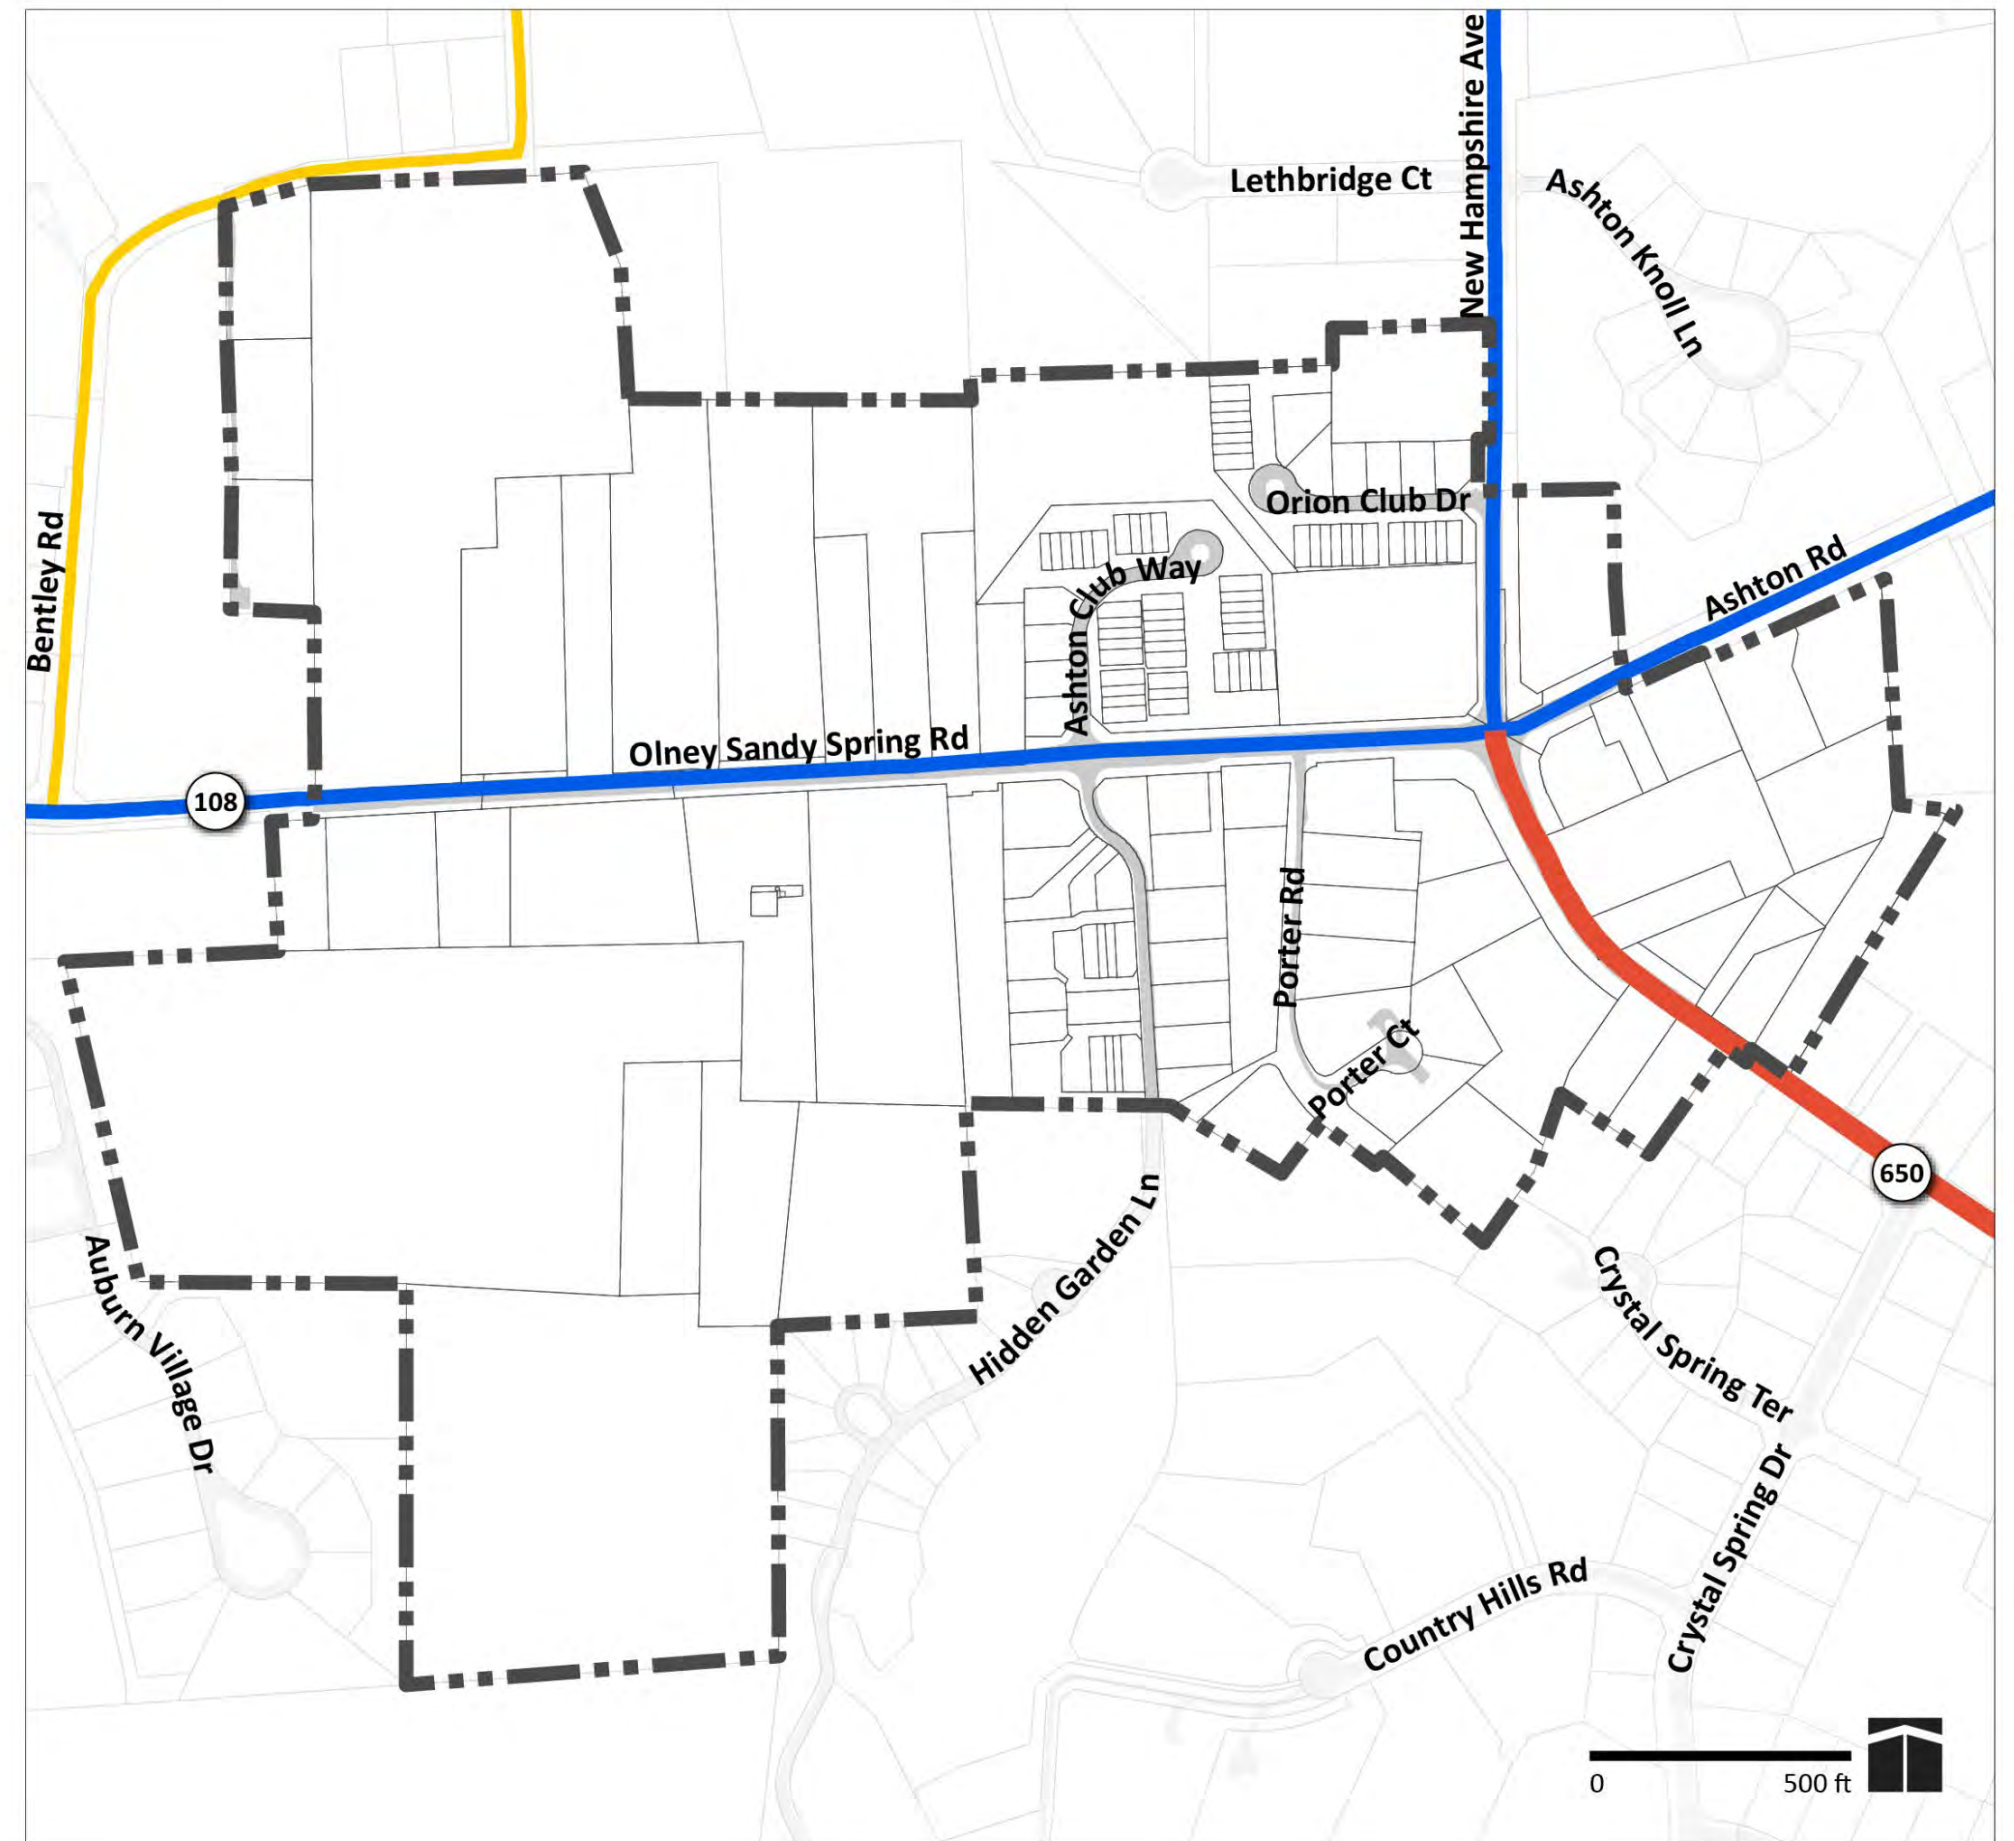 New Hampshire Ave
Lethbridge Ct
Ashton Knoll Ln
Orion Club Dr
Bentley Rd
Ashton Club Way
Ashton Rd
Olney Sandy Spring Rd
108
Porter Rd
Porter Ct
650
Hidden Garden Ln
Auburn Village Dr
Crystal Spring Ter
Crystal Spring Dr
Country Hills Rd
0 500 ft